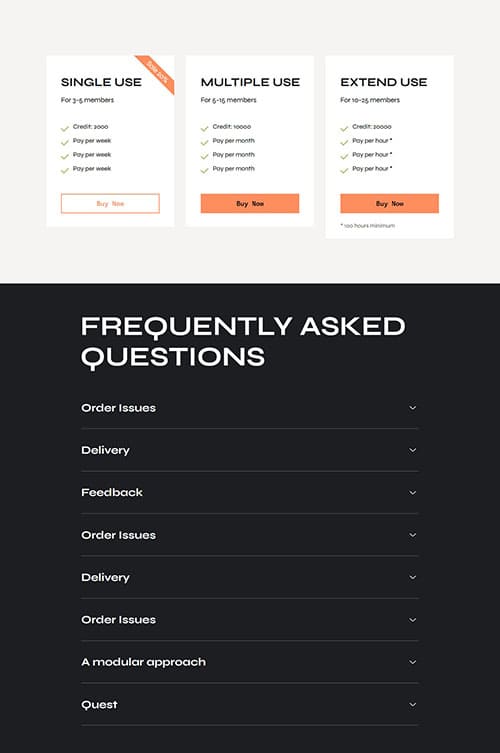 SINGLE USE
Sale 20%
For 3-5 members
Credit: 2000
Pay per week
Pay per week
Pay per week
Buy Now
MULTIPLE USE
For 5-15 members
Credit: 10000
Pay per month
Pay per month
Pay per month
Buy Now
EXTEND USE
For 10-25 members
Credit: 20000
Pay per hour *
Pay per hour *
Pay per hour *
Buy Now
* 100 hours minimum
FREQUENTLY ASKED
QUESTIONS
Order Issues
Delivery
Feedback
Order Issues
Delivery
Order Issues
A modular approach
Quest